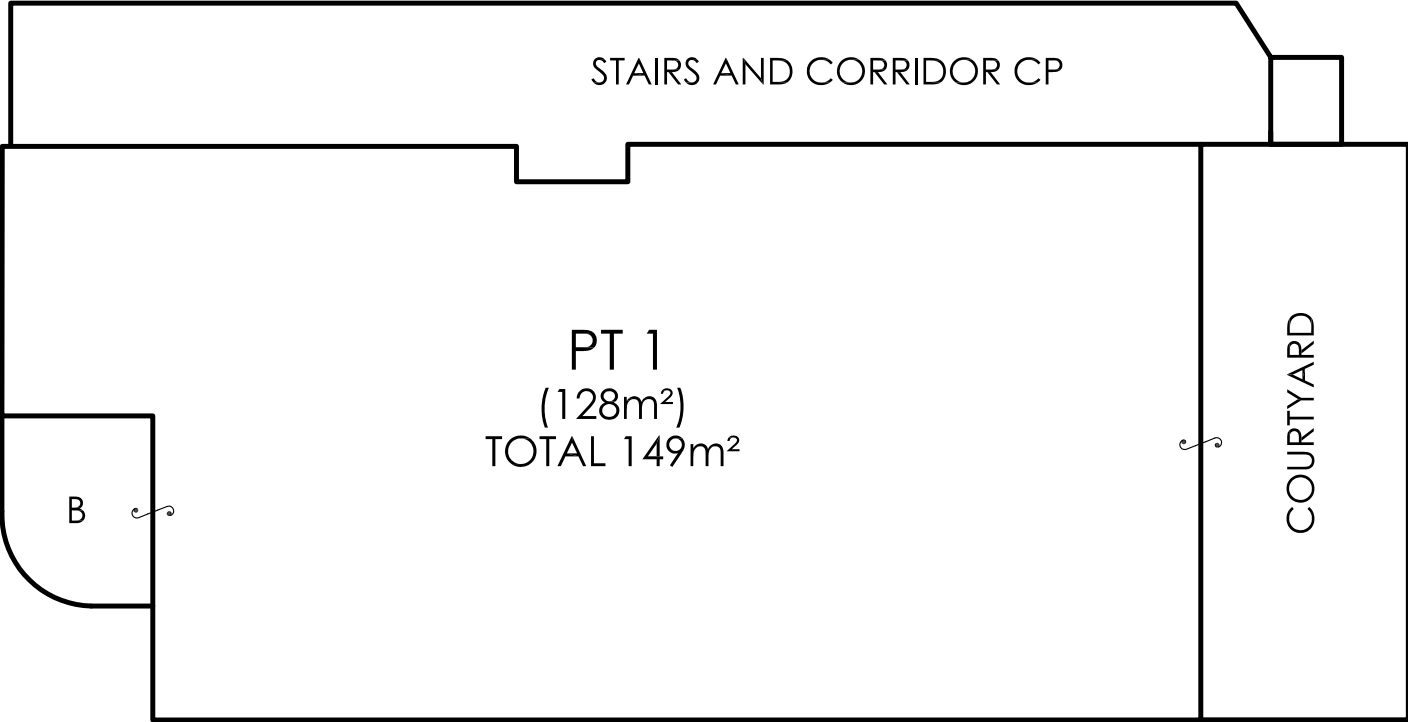 STAIRS AND CORRIDOR CP
PT 1
(128m²)
TOTAL 149m²
B
COURTYARD